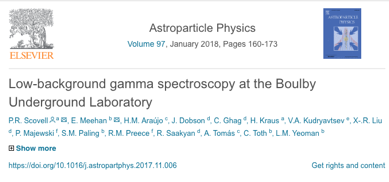 Astroparticle Physics
Volume 97, January 2018, Pages 160-173
ELSEVIER
Low-background gamma spectroscopy at the Boulby
Underground Laboratory
P.R. Scovell a, E. Meehan b, H.M. Araújo c, J. Dobson d, C. Ghag d, H. Kraus e, V.A. Kudryavtsev e, X-.R. Liu
d, P. Majewski f, S.M. Paling b, R.M. Preece f, R. Saakyan d, A. Tomás c, C. Toth b, L.M. Yeoman b
Show more
https://doi.org/10.1016/j.astropartphys.2017.11.006
Get rights and content